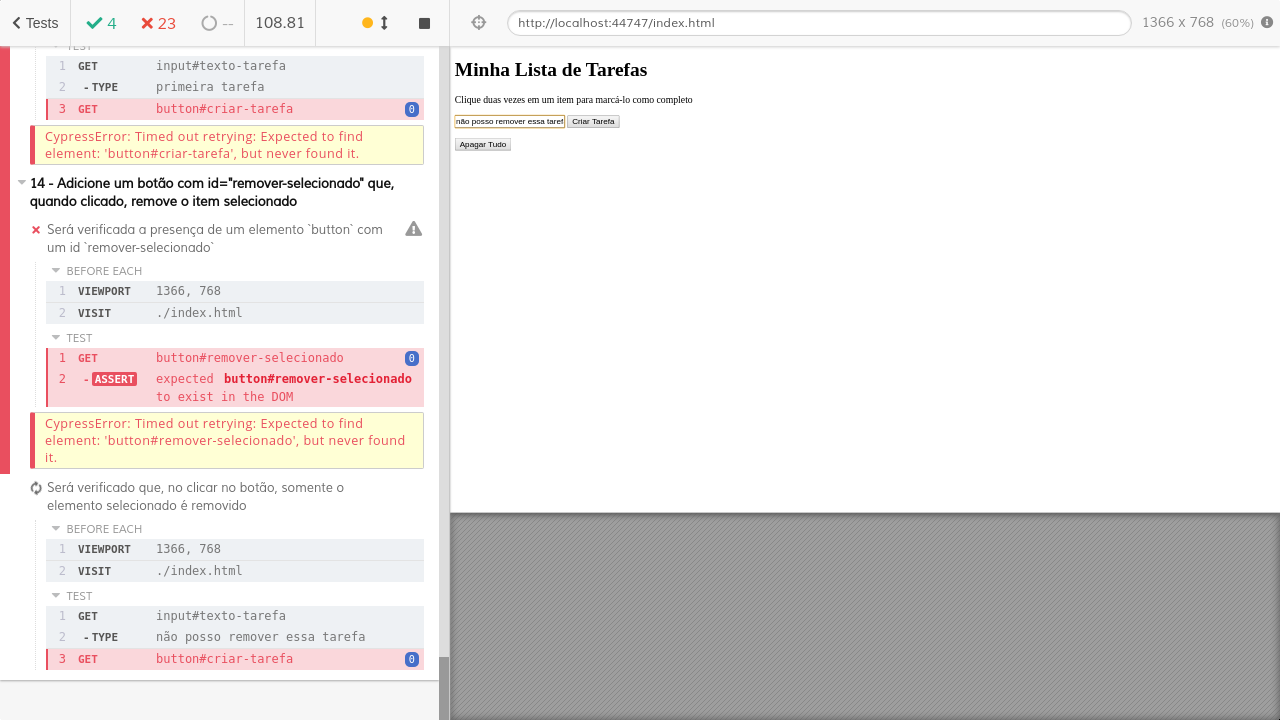 Tests 4 23 -- 108.81
http://localhost:44747/index.html 1366 x 768 (60%)
TEST
1 GET input#texto-tarefa
2 -TYPE primeira tarefa
3 GET button#criar-tarefa 0
CypressError: Timed out retrying: Expected to find
element: 'button#criar-tarefa', but never found it.
14 - Adicione um botão com id="remover-selecionado" que,
quando clicado, remove o item selecionado
Será verificada a presença de um elemento `button` com
um id `remover-selecionado`
BEFORE EACH
1 VIEWPORT 1366, 768
2 VISIT ./index.html
TEST
1 GET button#remover-selecionado 0
2 -ASSERT expected button#remover-selecionado
to exist in the DOM
CypressError: Timed out retrying: Expected to find
element: 'button#remover-selecionado', but never found
it.
Será verificado que, no clicar no botão, somente o
elemento selecionado é removido
BEFORE EACH
1 VIEWPORT 1366, 768
2 VISIT ./index.html
TEST
1 GET input#texto-tarefa
2 -TYPE não posso remover essa tarefa
3 GET button#criar-tarefa 0
Minha Lista de Tarefas
Clique duas vezes em um item para marcá-lo como completo
não posso remover essa taref Criar Tarefa
Apagar Tudo